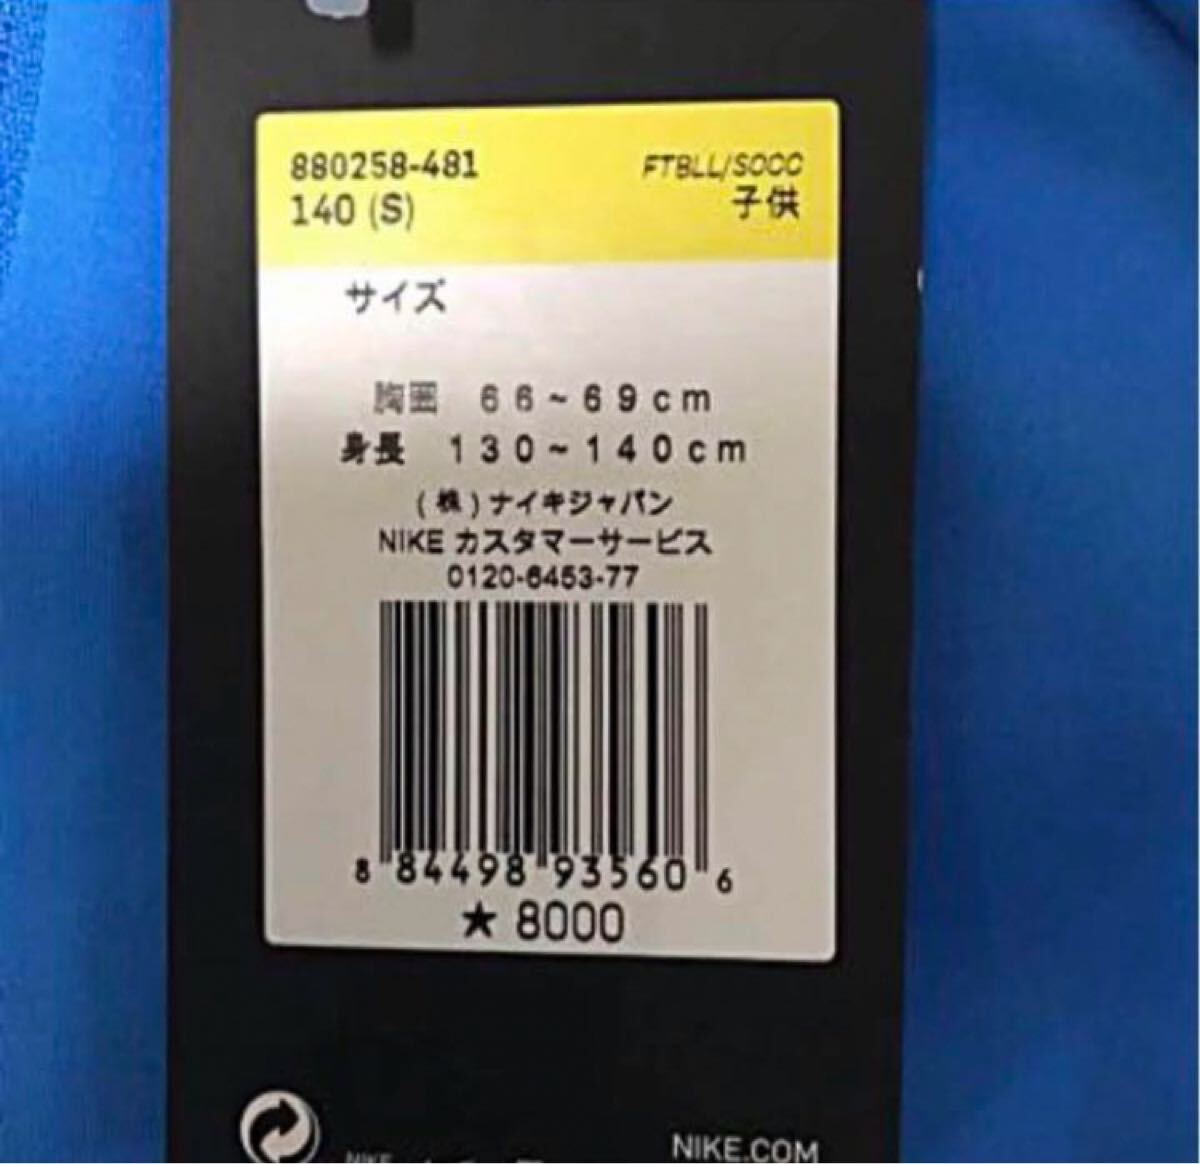 880258-481 FTBLL/SOCC
140 (S) 子供
サイズ
胸囲 66~69cm
身長 130~140cm
(株)ナイキジャパン
NIKE カスタマーサービス
0120-6453-77
8 84498 93560 6
★ 8000
NIKE
NIKE.COM